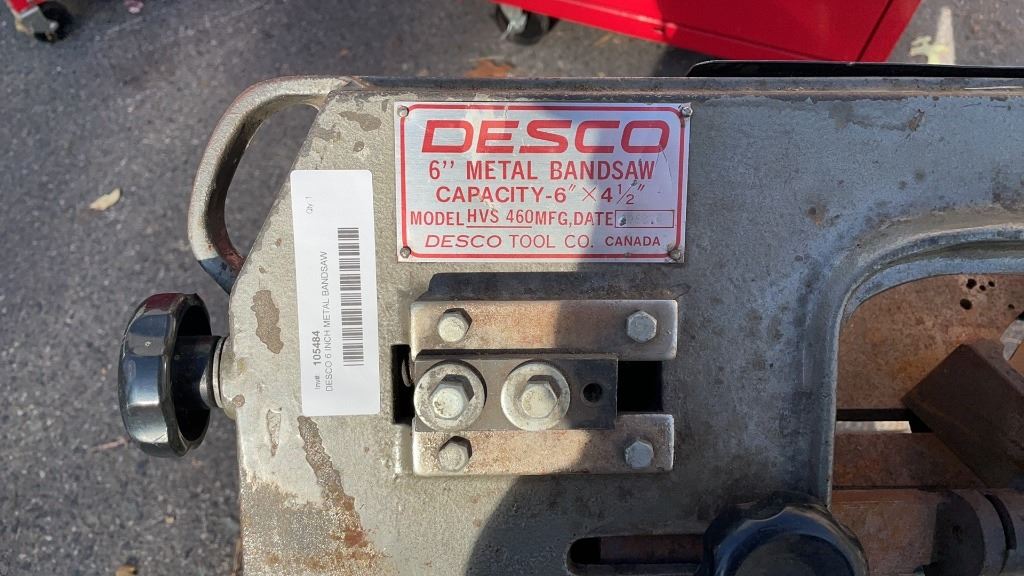 DESCO
6" METAL BANDSAW
CAPACITY-6" X 4 1/2"
MODEL HVS 460 MFG, DATE
DESCO TOOL CO. CANADA
Qty. 1
Inv#: 105484
DESCO 6 INCH METAL BANDSAW